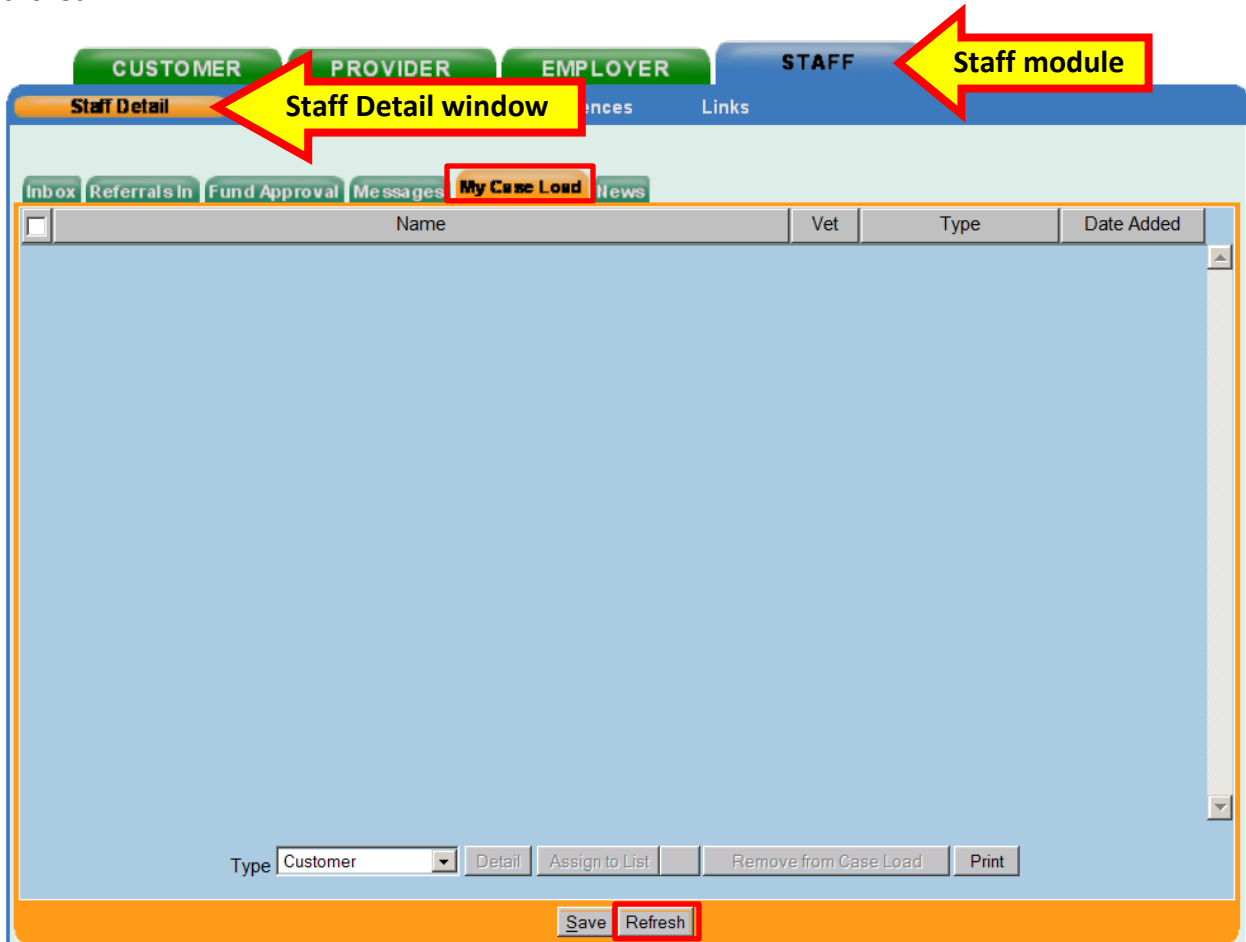 CUSTOMER PROVIDER EMPLOYER STAFF Staff module
Staff Detail Staff Detail window Links
Inbox Referrals In Fund Approval Messages My Case Load News
Name Vet Type Date Added
Type Customer Detail Assign to List Remove from Case Load Print
Save Refresh